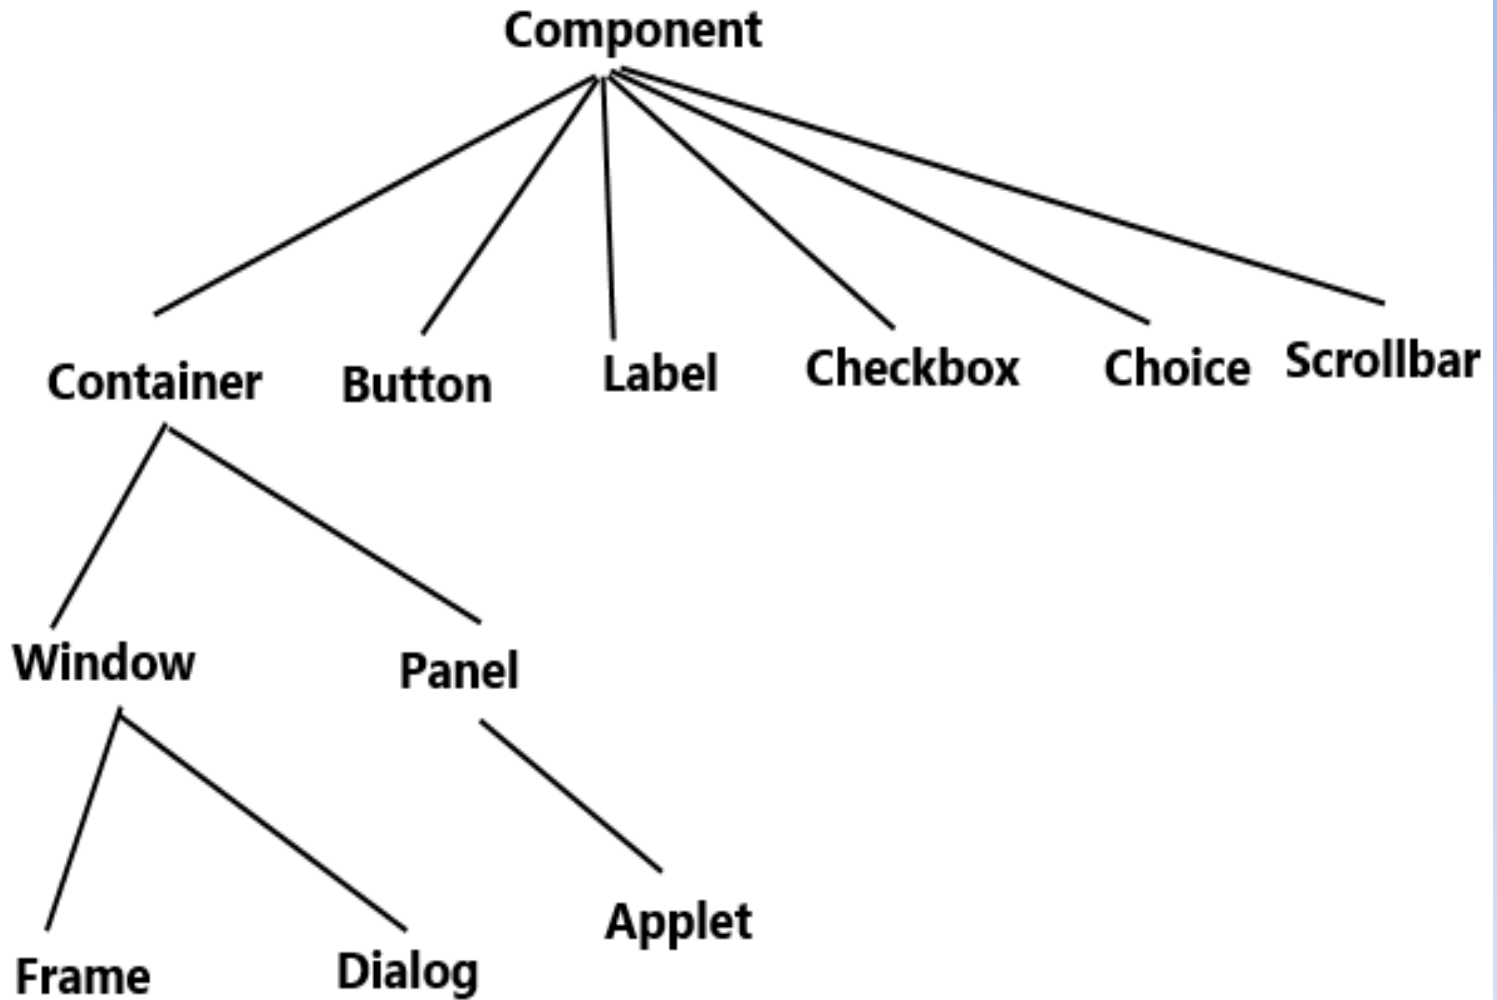 Component
Container
Button
Label
Checkbox
Choice
Scrollbar
Window
Panel
Frame
Dialog
Applet